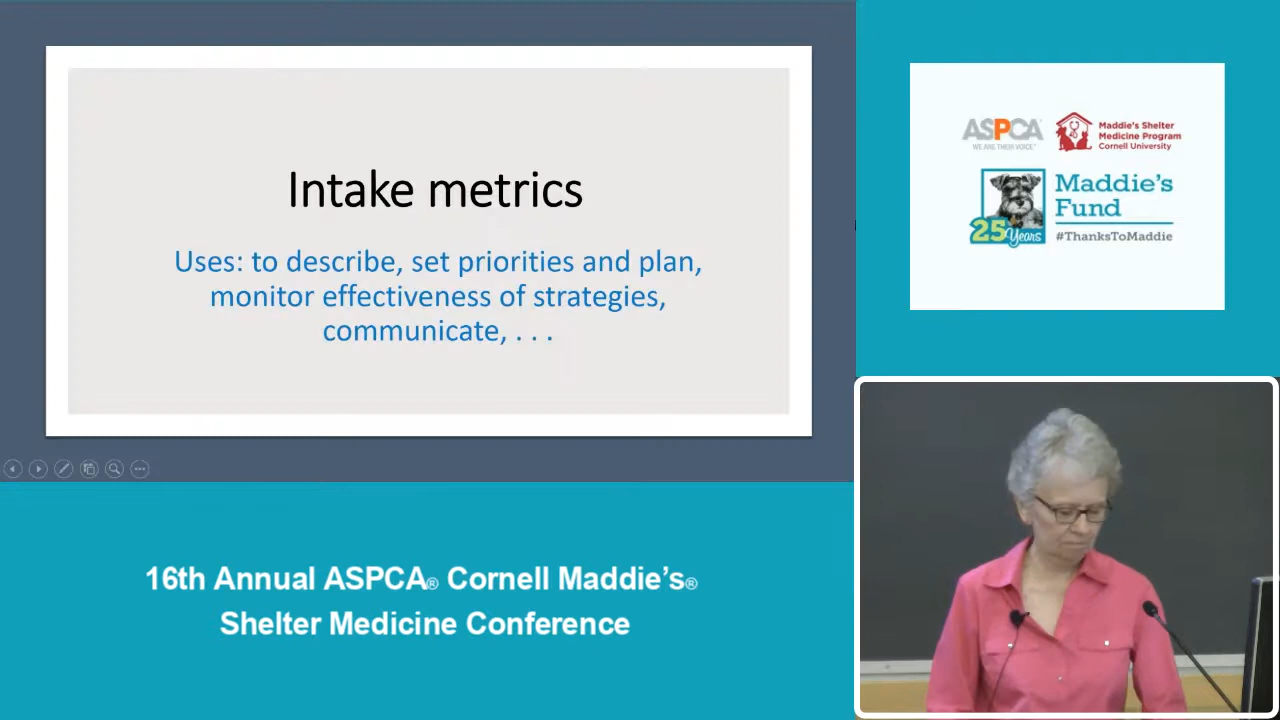 Intake metrics
Uses: to describe, set priorities and plan,
monitor effectiveness of strategies,
communicate, . . .
ASPCA
WE ARE THEIR VOICE™
Maddie's Shelter
Medicine Program
Cornell University
25 Years
Maddie's
Fund
#ThanksToMaddie
16th Annual ASPCA® Cornell Maddie’s®
Shelter Medicine Conference